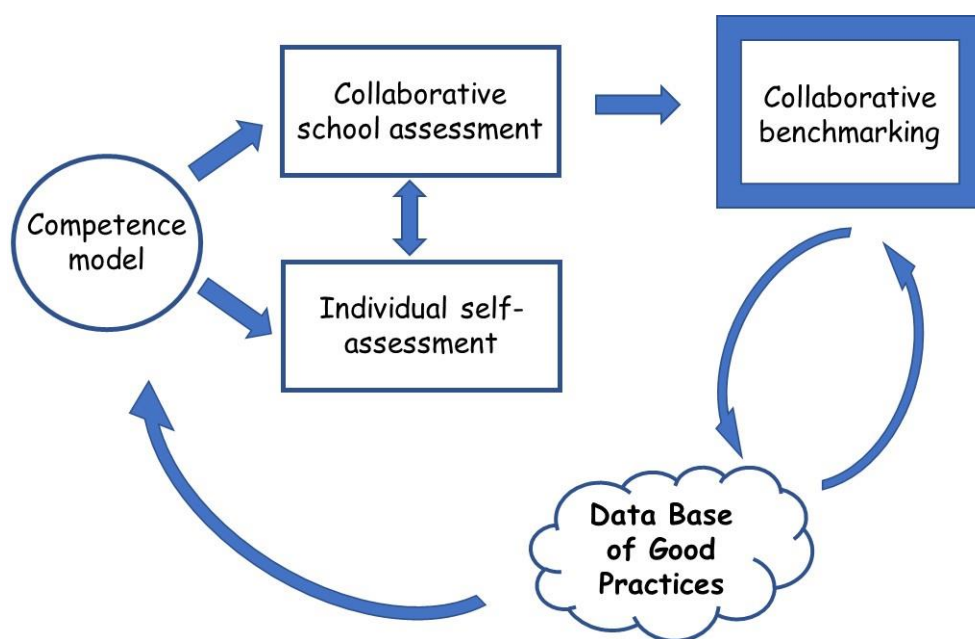 Collaborative
school assessment
Collaborative
benchmarking
Competence
model
Individual self-
assessment
Data Base
of Good
Practices